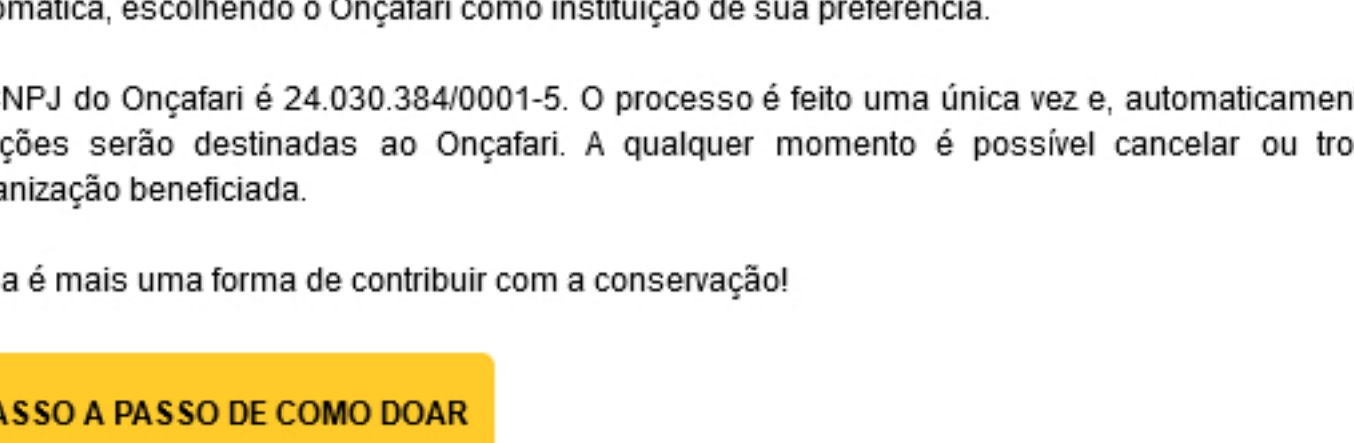 omática, escolhendo o Onçafari como instituição de sua preferência.
NPJ do Onçafari é 24.030.384/0001-5. O processo é feito uma única vez e, automaticamen
ções serão destinadas ao Onçafari. A qualquer momento é possível cancelar ou tro
anização beneficiada.
a é mais uma forma de contribuir com a conservação!
ASSO A PASSO DE COMO DOAR